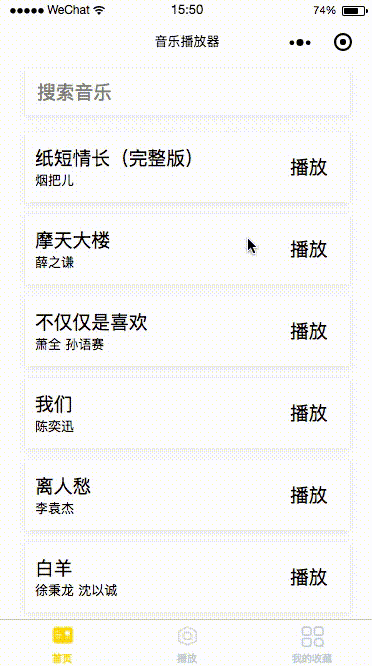 ●●●●● WeChat 15:50 74%
音乐播放器
搜索音乐
纸短情长（完整版）
烟把儿
播放
摩天大楼
薛之谦
播放
不仅仅是喜欢
萧全 孙语赛
播放
我们
陈奕迅
播放
离人愁
李袁杰
播放
白羊
徐秉龙 沈以诚
播放
首页 播放 我的收藏